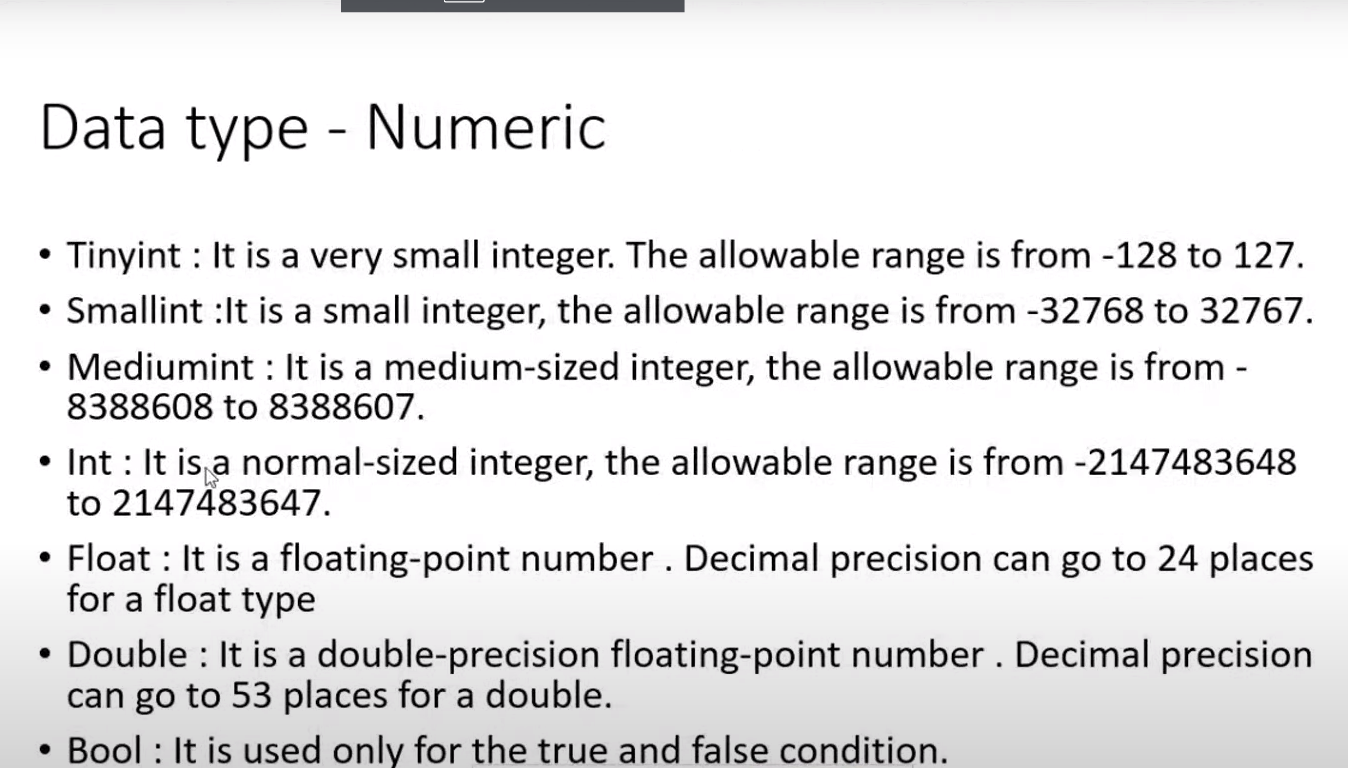 Data type - Numeric
• Tinyint : It is a very small integer. The allowable range is from -128 to 127.
• Smallint :It is a small integer, the allowable range is from -32768 to 32767.
• Mediumint : It is a medium-sized integer, the allowable range is from -
8388608 to 8388607.
• Int : It is a normal-sized integer, the allowable range is from -2147483648
to 2147483647.
• Float : It is a floating-point number . Decimal precision can go to 24 places
for a float type
• Double : It is a double-precision floating-point number . Decimal precision
can go to 53 places for a double.
• Bool : It is used only for the true and false condition.